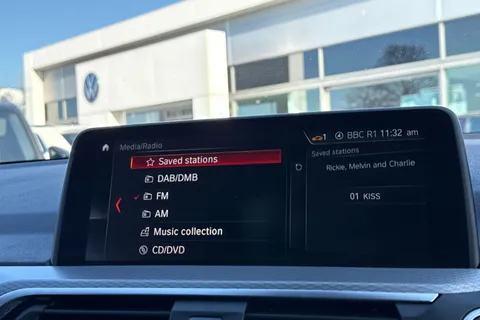 Media/Radio
1 BBC R1 11:32 am
Saved stations
DAB/DMB
FM
AM
Music collection
CD/DVD
Saved stations
Rickie, Melvin and Charlie
01 KISS